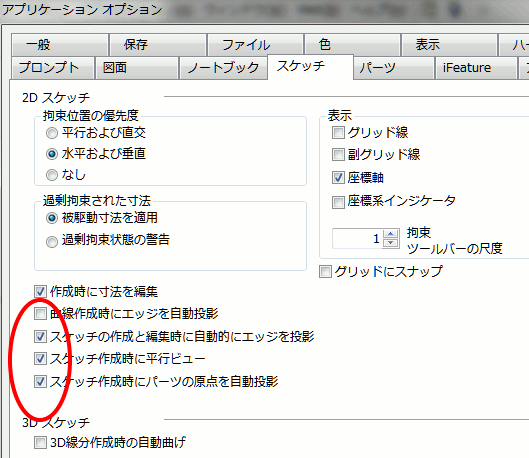 アプリケーション オプション
一般
保存
ファイル
色
表示
ハー
プロンプト
図面
ノートブック
スケッチ
パーツ
iFeature
2D スケッチ
拘束位置の優先度
平行および直交
水平および垂直
なし
過剰拘束された寸法
被駆動寸法を適用
過剰拘束状態の警告
表示
グリッド線
副グリッド線
座標軸
座標系インジケータ
1
拘束
ツールバーの尺度
グリッドにスナップ
作成時に寸法を編集
曲線作成時にエッジを自動投影
スケッチの作成と編集時に自動的にエッジを投影
スケッチ作成時に平行ビュー
スケッチ作成時にパーツの原点を自動投影
3D スケッチ
3D線分作成時の自動曲げ